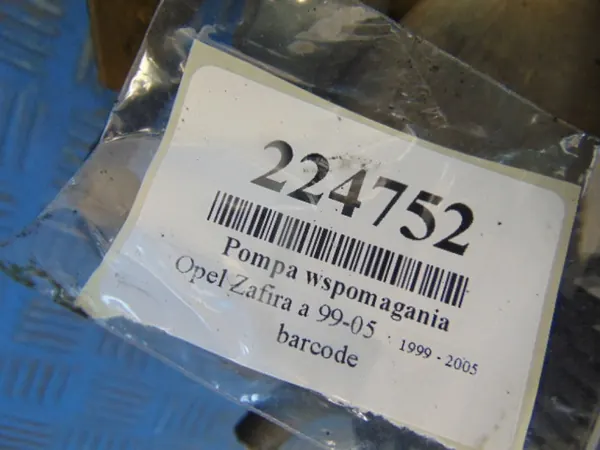 224752
Pompa wspomagania
Opel Zafira a 99-05 1999 - 2005
barcode